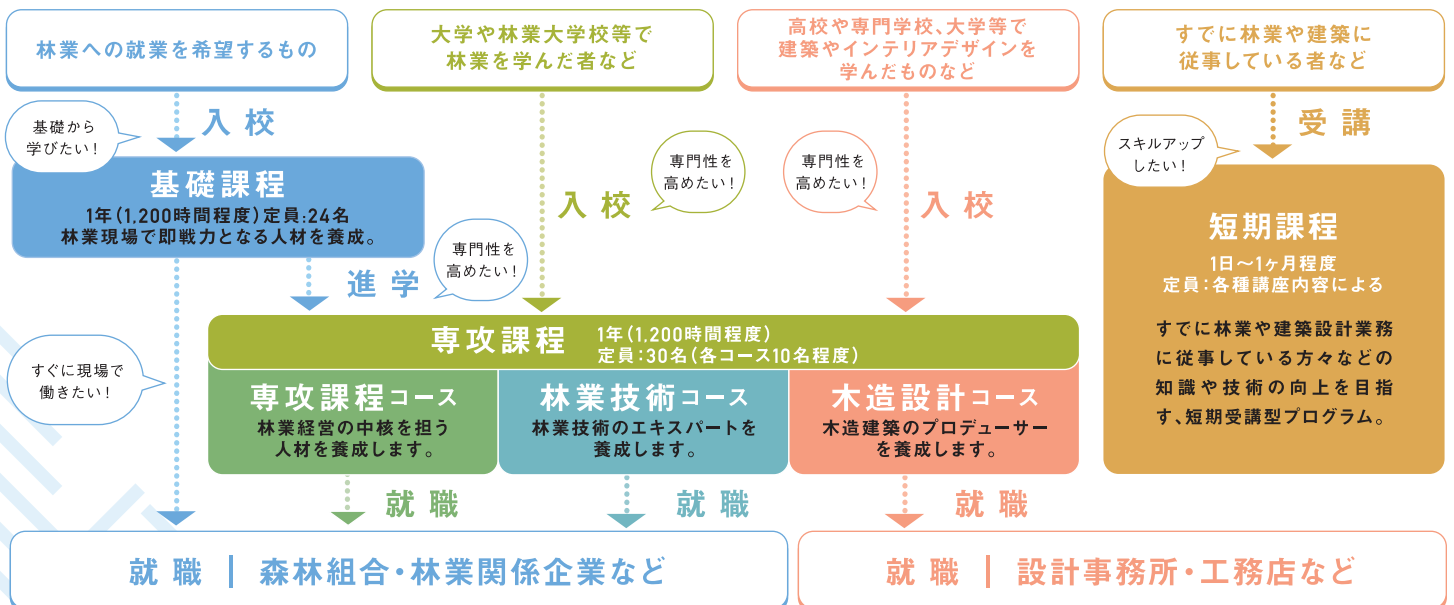 林業への就業を希望するもの
大学や林業大学校等で
林業を学んだ者など
高校や専門学校、大学等で
建築やインテリアデザインを
学んだものなど
すでに林業や建築に
従事している者など
基礎から
学びたい!
入校
基礎課程
1年(1,200時間程度)定員:24名
林業現場で即戦力となる人材を養成。
進学
専門性を
高めたい!
入校
専門性を
高めたい!
専門性を
高めたい!
入校
スキルアップ
したい!
受講
短期課程
1日〜1ヶ月程度
定員:各種講座内容による
すでに林業や建築設計業務
に従事している方々などの
知識や技術の向上を目指
す、短期受講型プログラム。
すぐに現場で
働きたい!
専攻課程
1年(1,200時間程度)
定員:30名(各コース10名程度)
専攻課程コース
林業経営の中核を担う
人材を養成します。
林業技術コース
林業技術のエキスパートを
養成します。
木造設計コース
木造建築のプロデューサー
を養成します。
就職
就職
就職
就職|森林組合・林業関係企業など
就職|設計事務所・工務店など